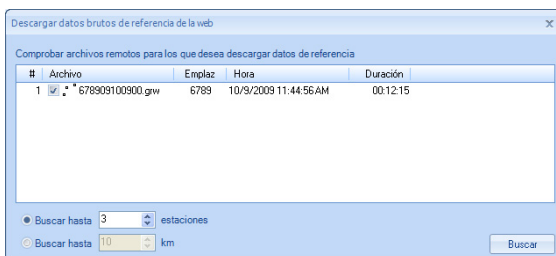 Descargar datos brutos de referencia de la web x
Comprobar archivos remotos para los que desea descargar datos de referencia
# Archivo Emplaz Hora Duración
1 678909100900.grw 6789 10/9/2009 11:44:56 AM 00:12:15
Buscar hasta 3 estaciones
Buscar hasta 10 km
Buscar